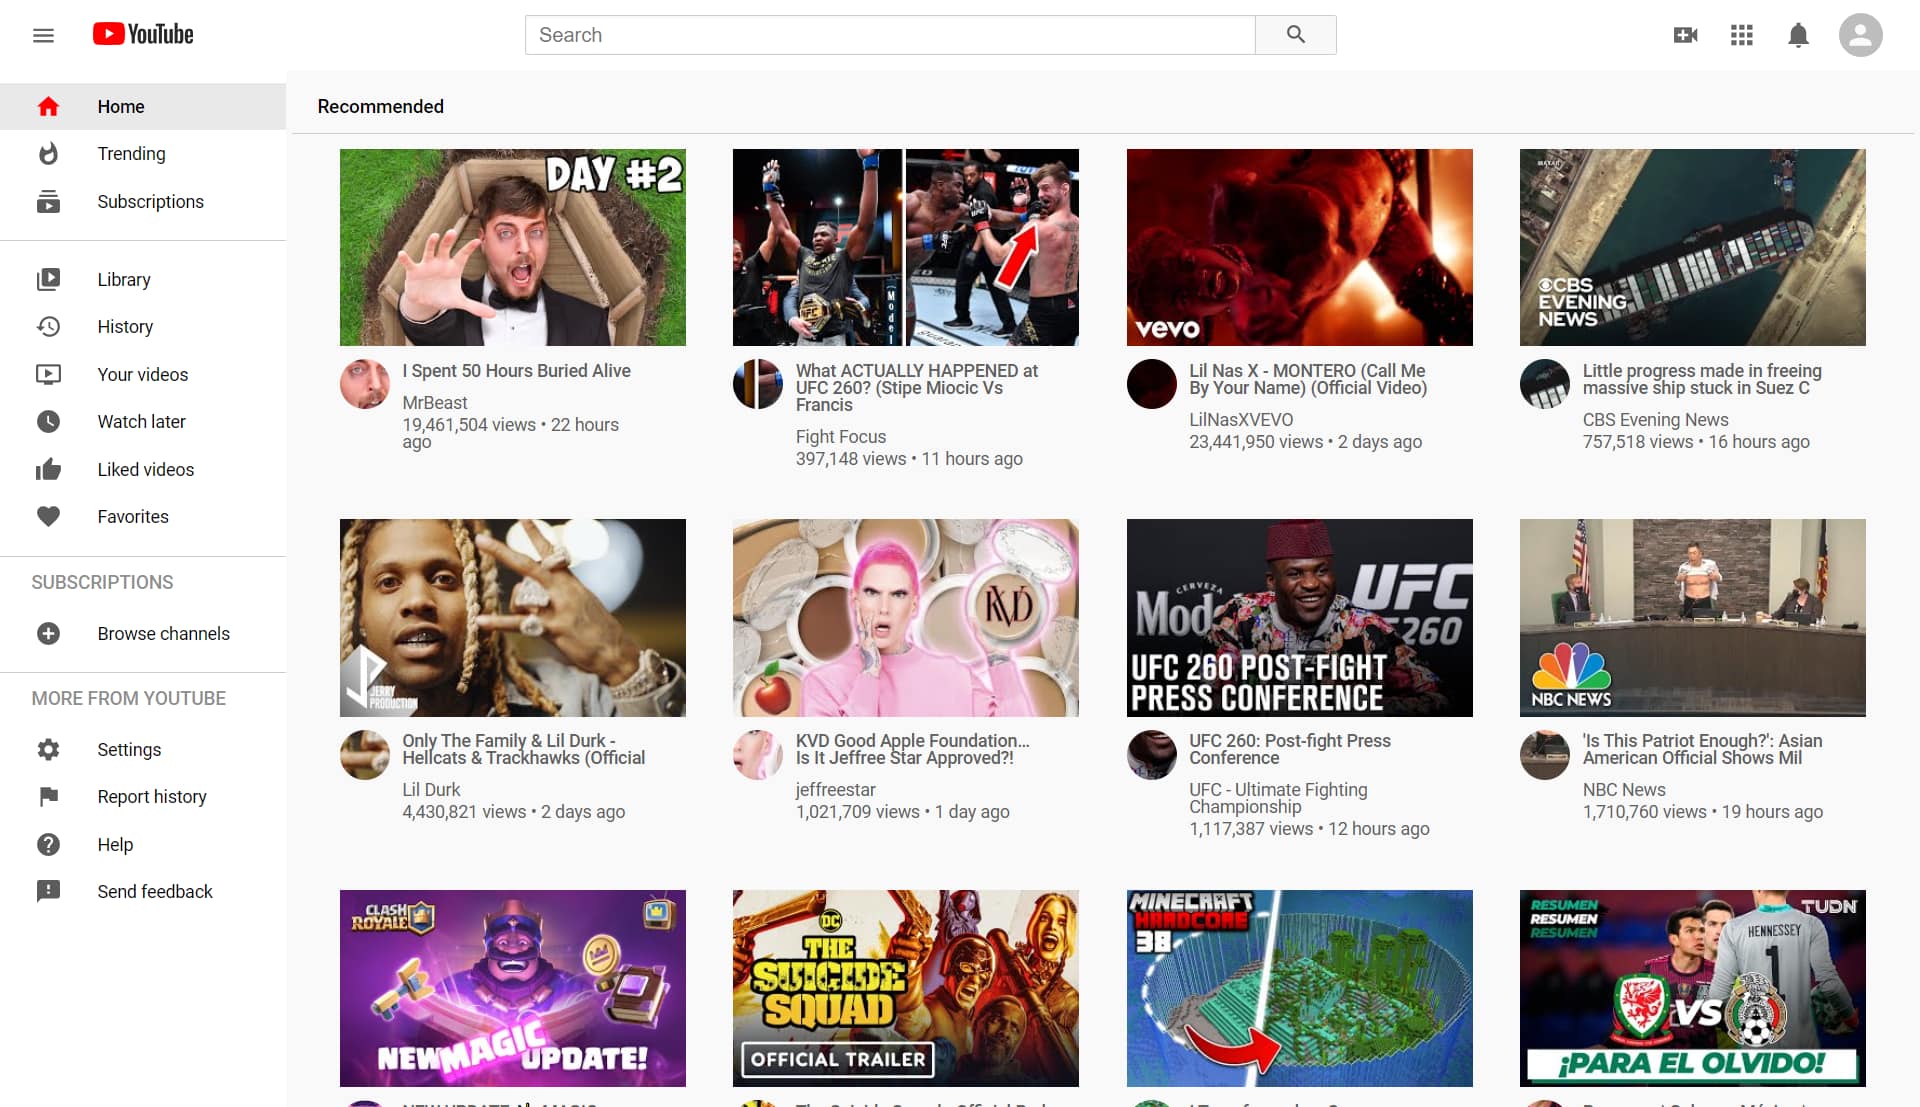 YouTube
Search
Home
Trending
Subscriptions
Library
History
Your videos
Watch later
Liked videos
Favorites
SUBSCRIPTIONS
Browse channels
MORE FROM YOUTUBE
Settings
Report history
Help
Send feedback
Recommended
DAY #2
I Spent 50 Hours Buried Alive
MrBeast
19,461,504 views • 22 hours
ago
What ACTUALLY HAPPENED at
UFC 260? (Stipe Miocic Vs
Francis
Fight Focus
397,148 views • 11 hours ago
vevo
Lil Nas X - MONTERO (Call Me
By Your Name) (Official Video)
LilNasXVEVO
23,441,950 views • 2 days ago
CBS
EVENING
NEWS
Little progress made in freeing
massive ship stuck in Suez C
CBS Evening News
757,518 views • 16 hours ago
JERRY
PRODUCTION
Only The Family & Lil Durk -
Hellcats & Trackhawks (Official
Lil Durk
4,430,821 views • 2 days ago
KVD
KVD Good Apple Foundation...
Is It Jeffree Star Approved?!
jeffreestar
1,021,709 views • 1 day ago
CERVEZA
Model
UFC
260
UFC 260 POST-FIGHT
PRESS CONFERENCE
UFC: 260: Post-fight Press
Conference
UFC - Ultimate Fighting
Championship
1,117,387 views • 12 hours ago
NBC NEWS
'Is This Patriot Enough?': Asian
American Official Shows Mil
NBC News
1,710,760 views • 19 hours ago
CLASH
ROYALE
NEW MAGIC UPDATE!
DC
THE
SUICIDE
SQUAD
OFFICIAL TRAILER
MINECRAFT
HARDCORE
38
RESUMEN
RESUMEN
RESUMEN
TUDN
HENNESSEY
1
VS
¡PARA EL OLVIDO!